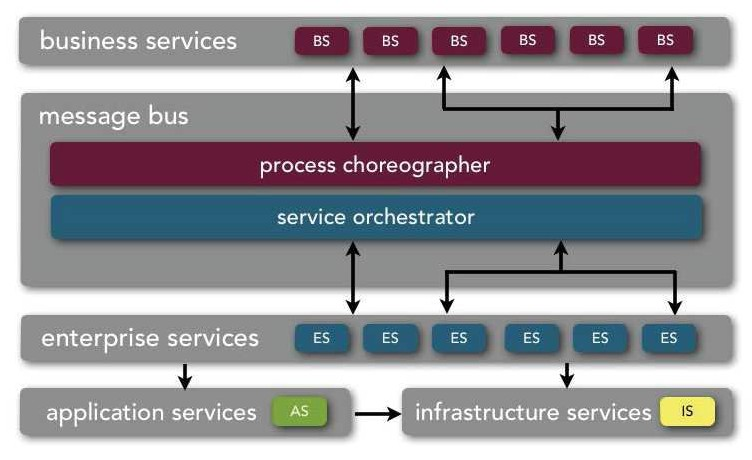 business services BS BS BS BS BS BS
message bus
process choreographer
service orchestrator
enterprise services ES ES ES ES ES ES
application services AS infrastructure services IS